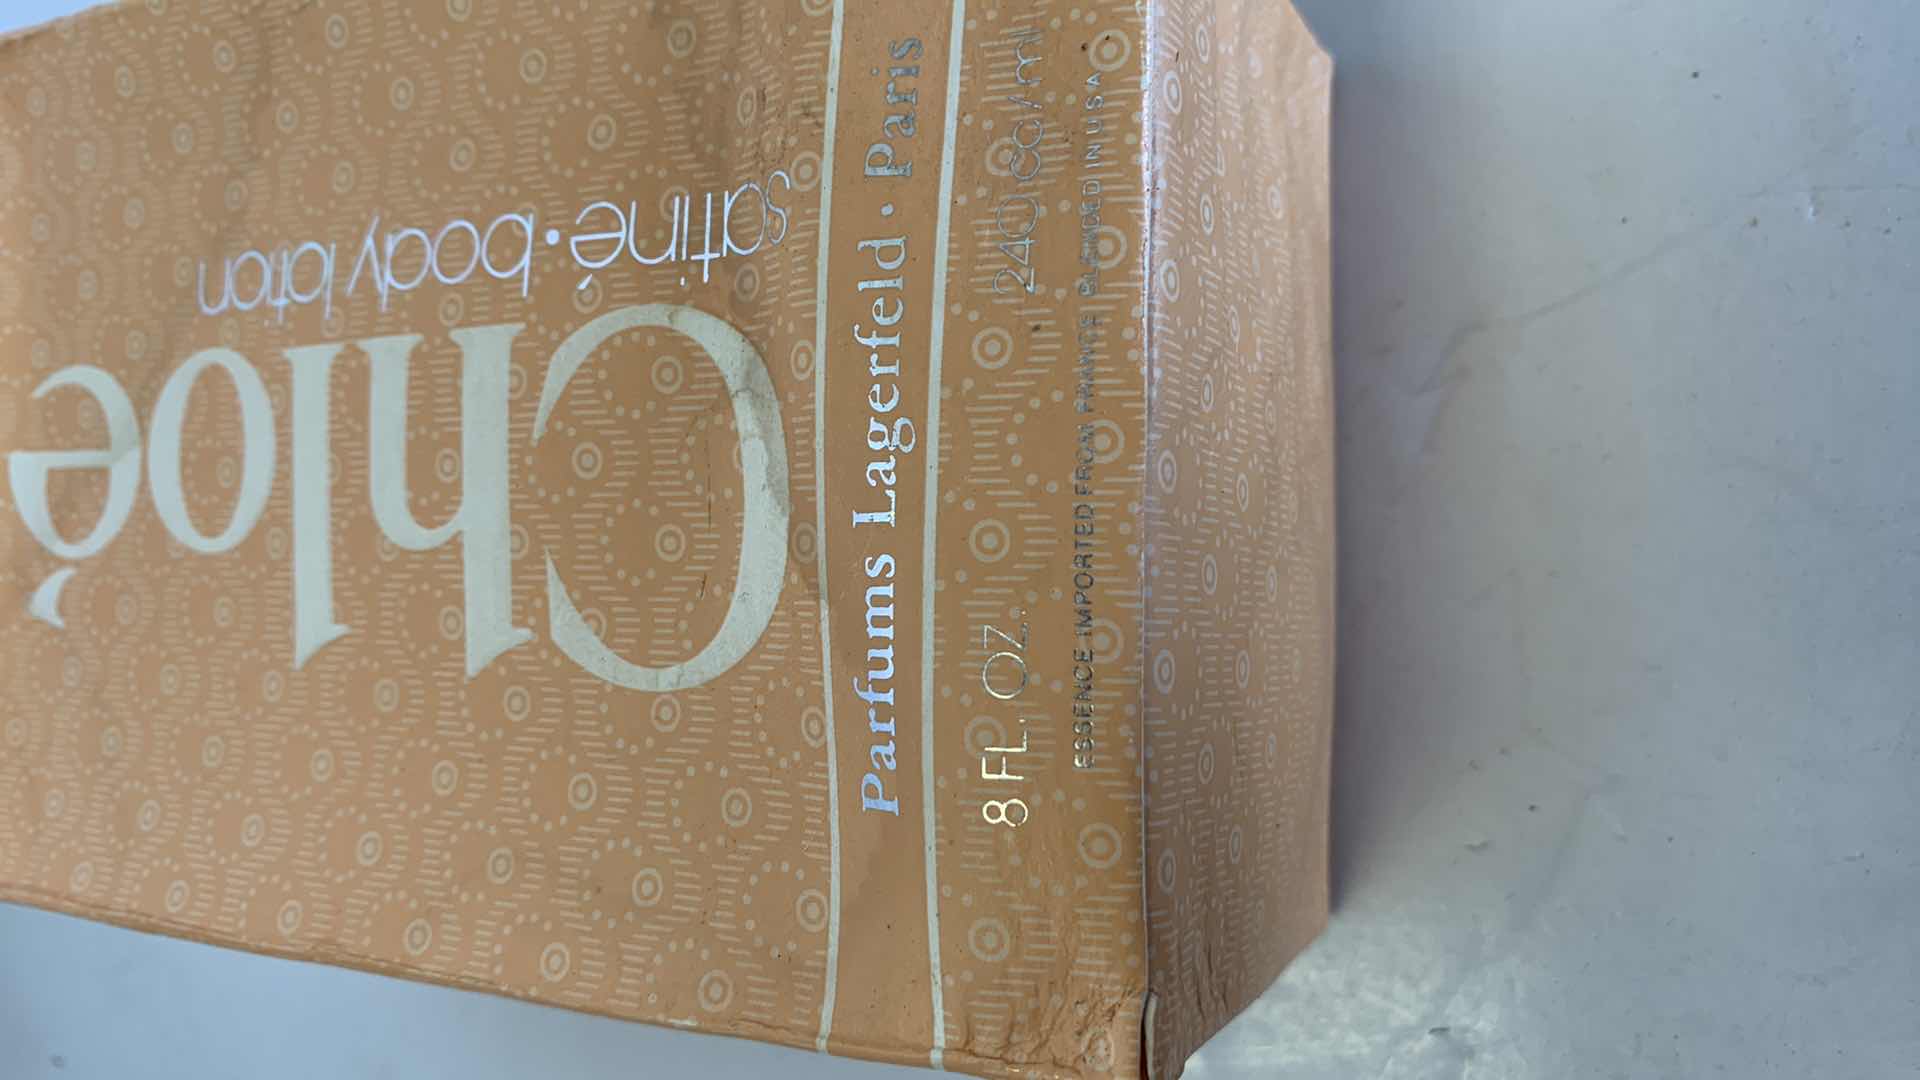 Chloé
satiné • body lotion
Parfums Lagerfeld • Paris
8 FL. OZ. 240 cc/ml
ESSENCE IMPORTED FROM FRANCE BLENDED IN USA